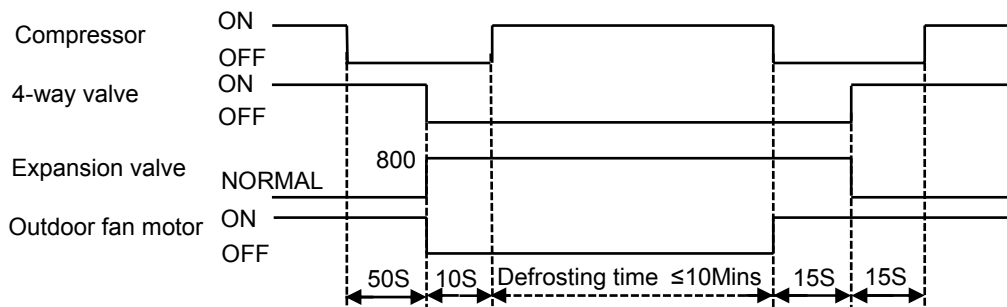 Compressor
ON
OFF
4-way valve
ON
OFF
Expansion valve
800
NORMAL
Outdoor fan motor
ON
OFF
50S 10S Defrosting time ≤10Mins 15S 15S